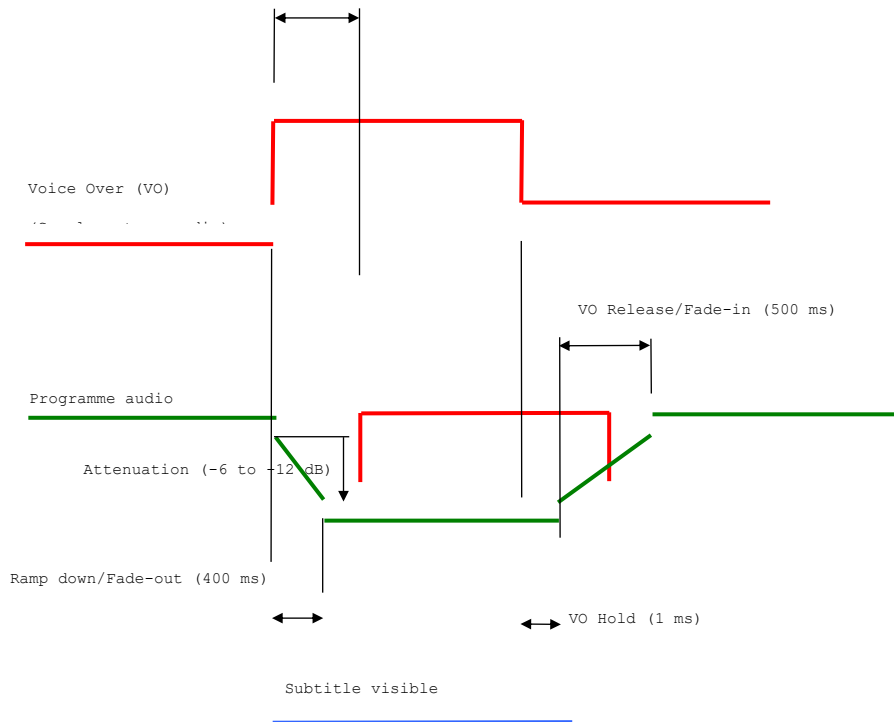 Voice Over (VO)
VO Release/Fade-in (500 ms)
Programme audio
Attenuation (-6 to -12 dB)
Ramp down/Fade-out (400 ms)
VO Hold (1 ms)
Subtitle visible